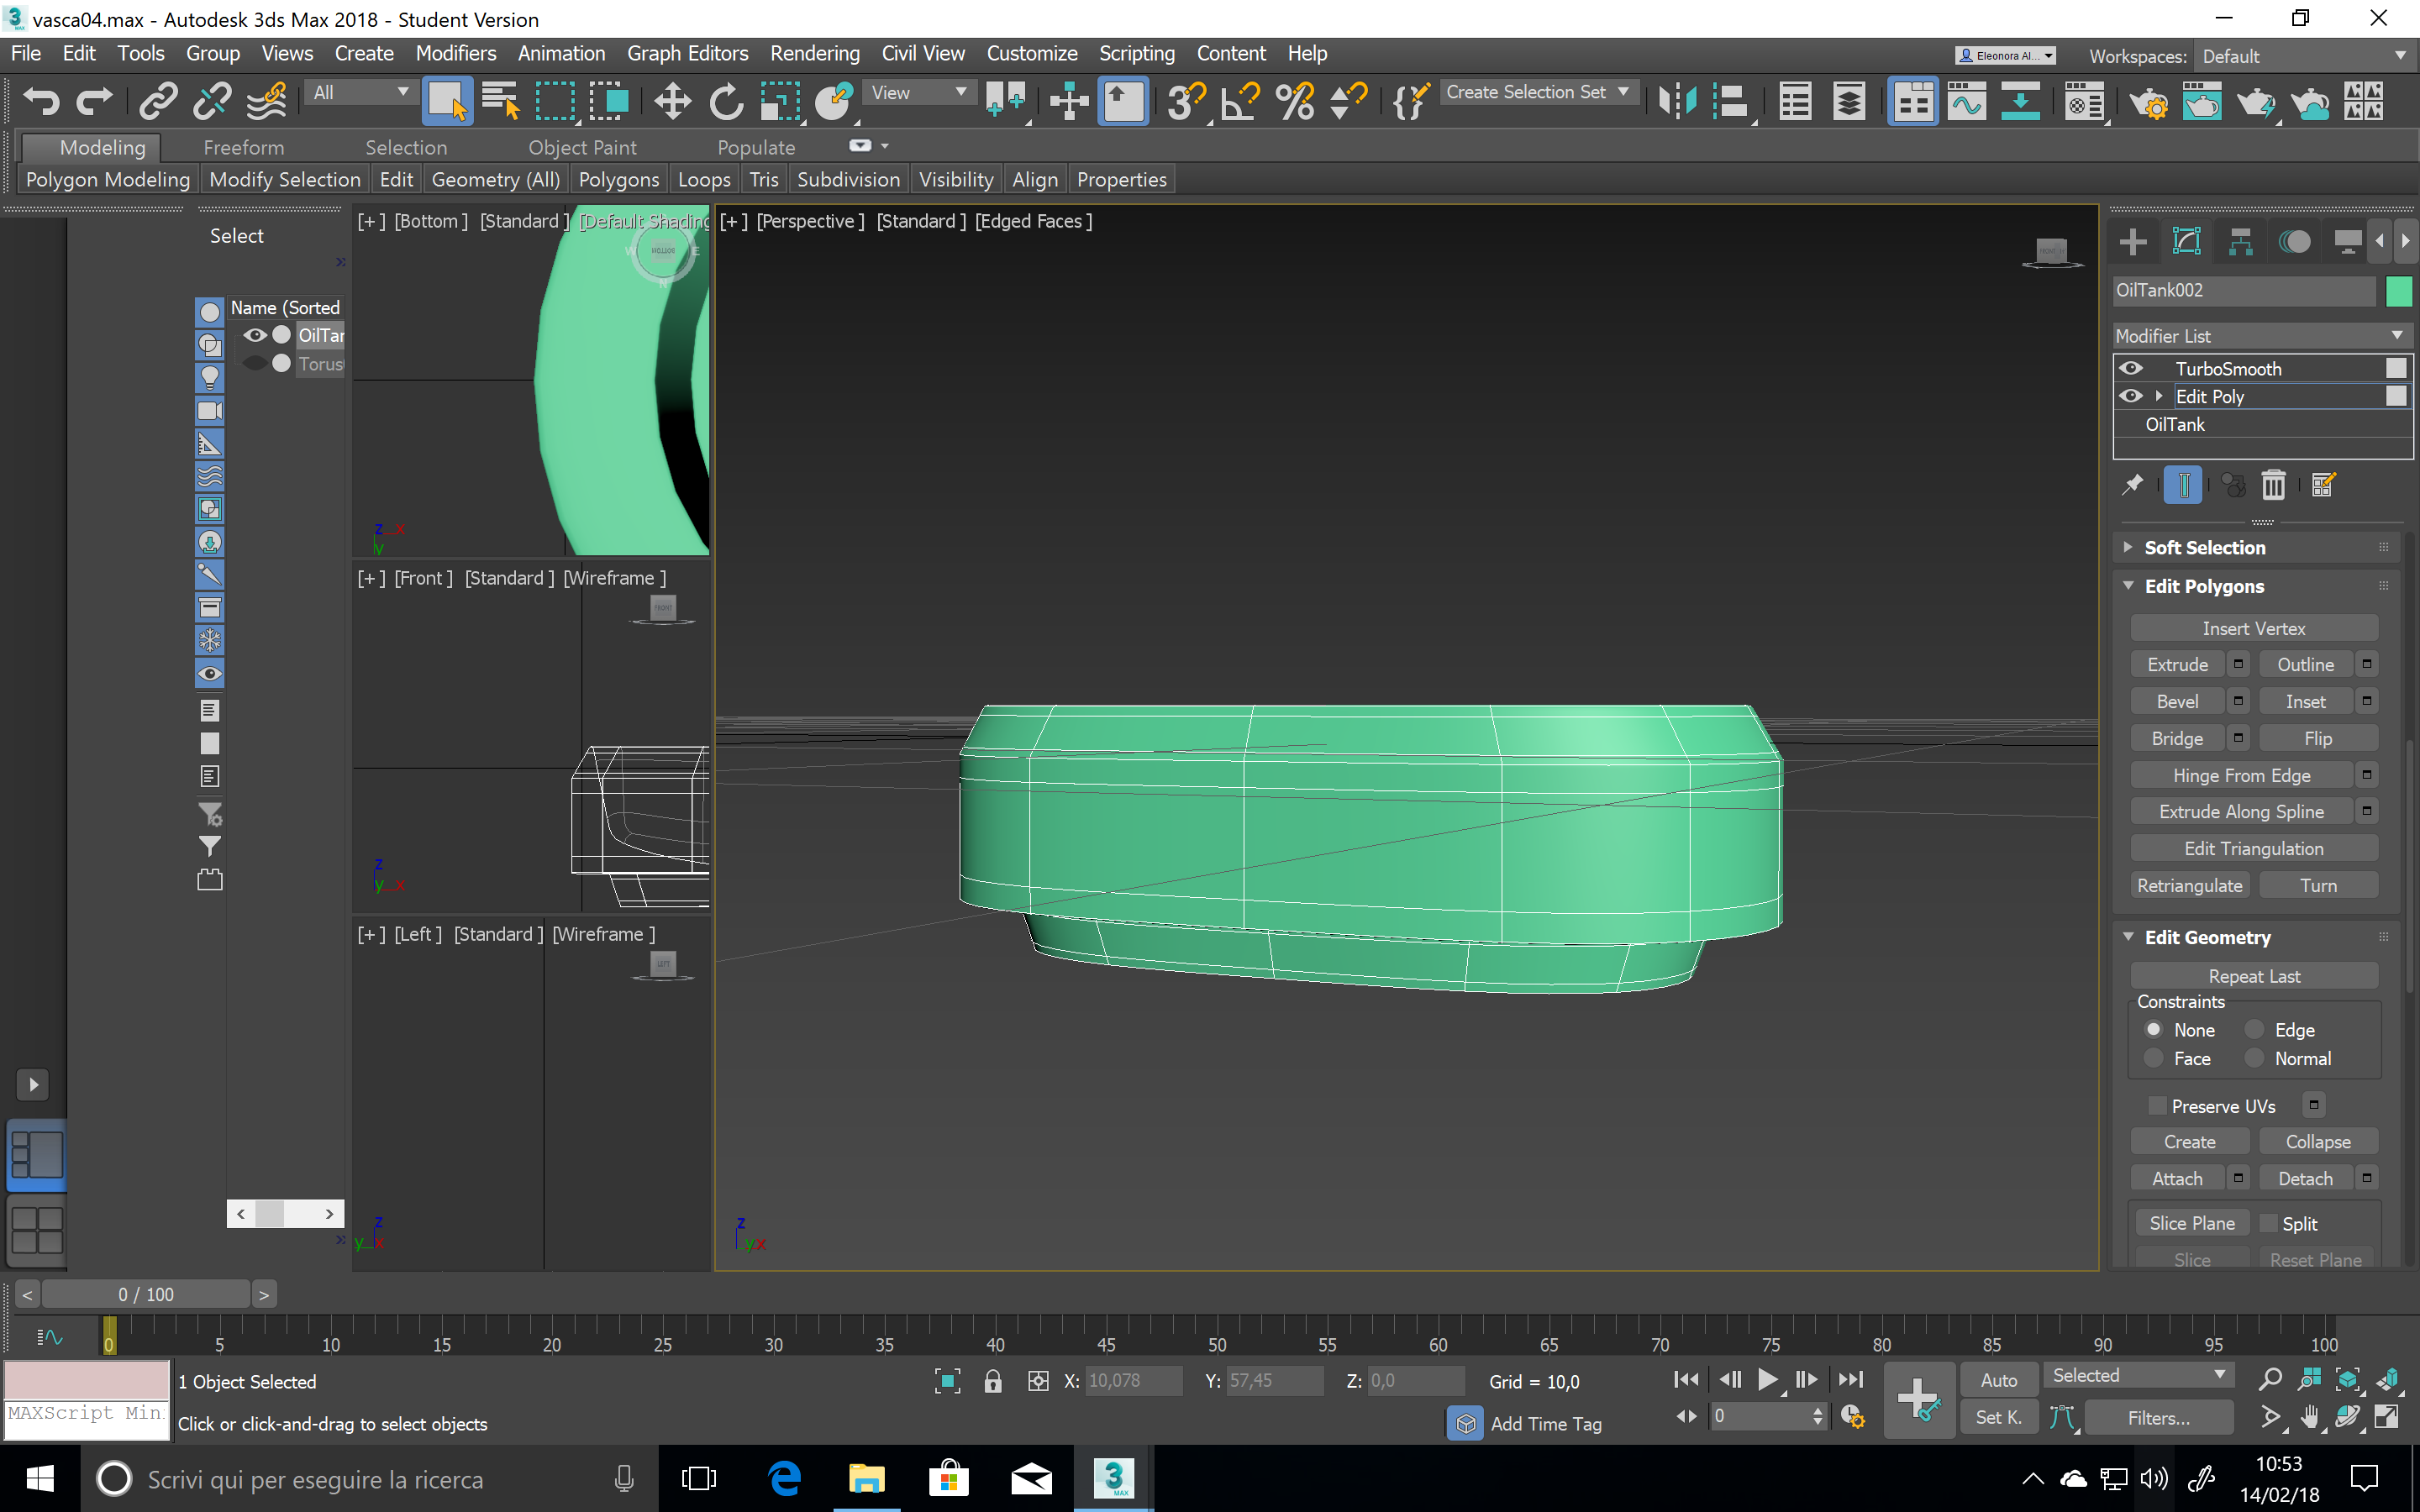 vasca04.max - Autodesk 3ds Max 2018 - Student Version
File Edit Tools Group Views Create Modifiers Animation Graph Editors Rendering Civil View Customize Scripting Content Help
Eleonora Al... Workspaces: Default
All View Create Selection Set
Modeling Freeform Selection Object Paint Populate
Polygon Modeling Modify Selection Edit Geometry (All) Polygons Loops Tris Subdivision Visibility Align Properties
Select
Name (Sorted
OilTan
Torus
[+] [Bottom] [Standard] [Default Shading
BOTTOM
W E
N
z x
y
[+] [Front] [Standard] [Wireframe]
FRONT
z
y x
[+] [Left] [Standard] [Wireframe]
LEFT
z
y x
[+] [Perspective] [Standard] [Edged Faces]
FRONT
z
y x
OilTank002
Modifier List
TurboSmooth
Edit Poly
OilTank
Soft Selection
Edit Polygons
Insert Vertex
Extrude Outline
Bevel Inset
Bridge Flip
Hinge From Edge
Extrude Along Spline
Edit Triangulation
Retriangulate Turn
Edit Geometry
Repeat Last
Constraints
None Edge
Face Normal
Preserve UVs
Create Collapse
Attach Detach
Slice Plane Split
Slice Reset Plane
< 0 / 100 >
0 5 10 15 20 25 30 35 40 45 50 55 60 65 70 75 80 85 90 95 100
1 Object Selected
X: 10,078 Y: 57,45 Z: 0,0 Grid = 10,0
Auto Selected
MAXScript Min
Click or click-and-drag to select objects
Add Time Tag
0
Set K. Filters...
Scrivi qui per eseguire la ricerca
3
MAX
10:53
14/02/18